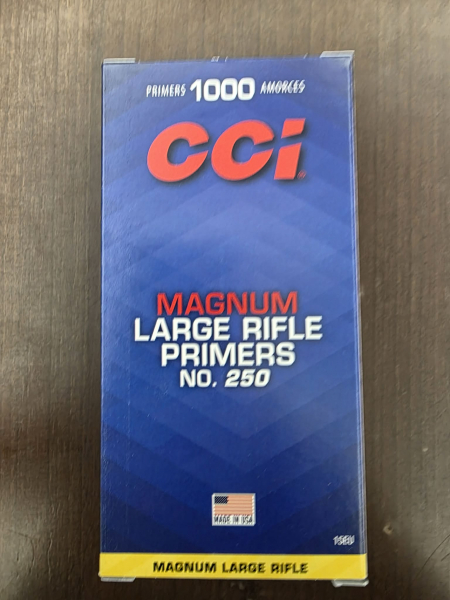 PRIMERS 1000 AMORCES
CCI
MAGNUM
LARGE RIFLE
PRIMERS
NO. 250
MADE IN USA
MAGNUM LARGE RIFLE